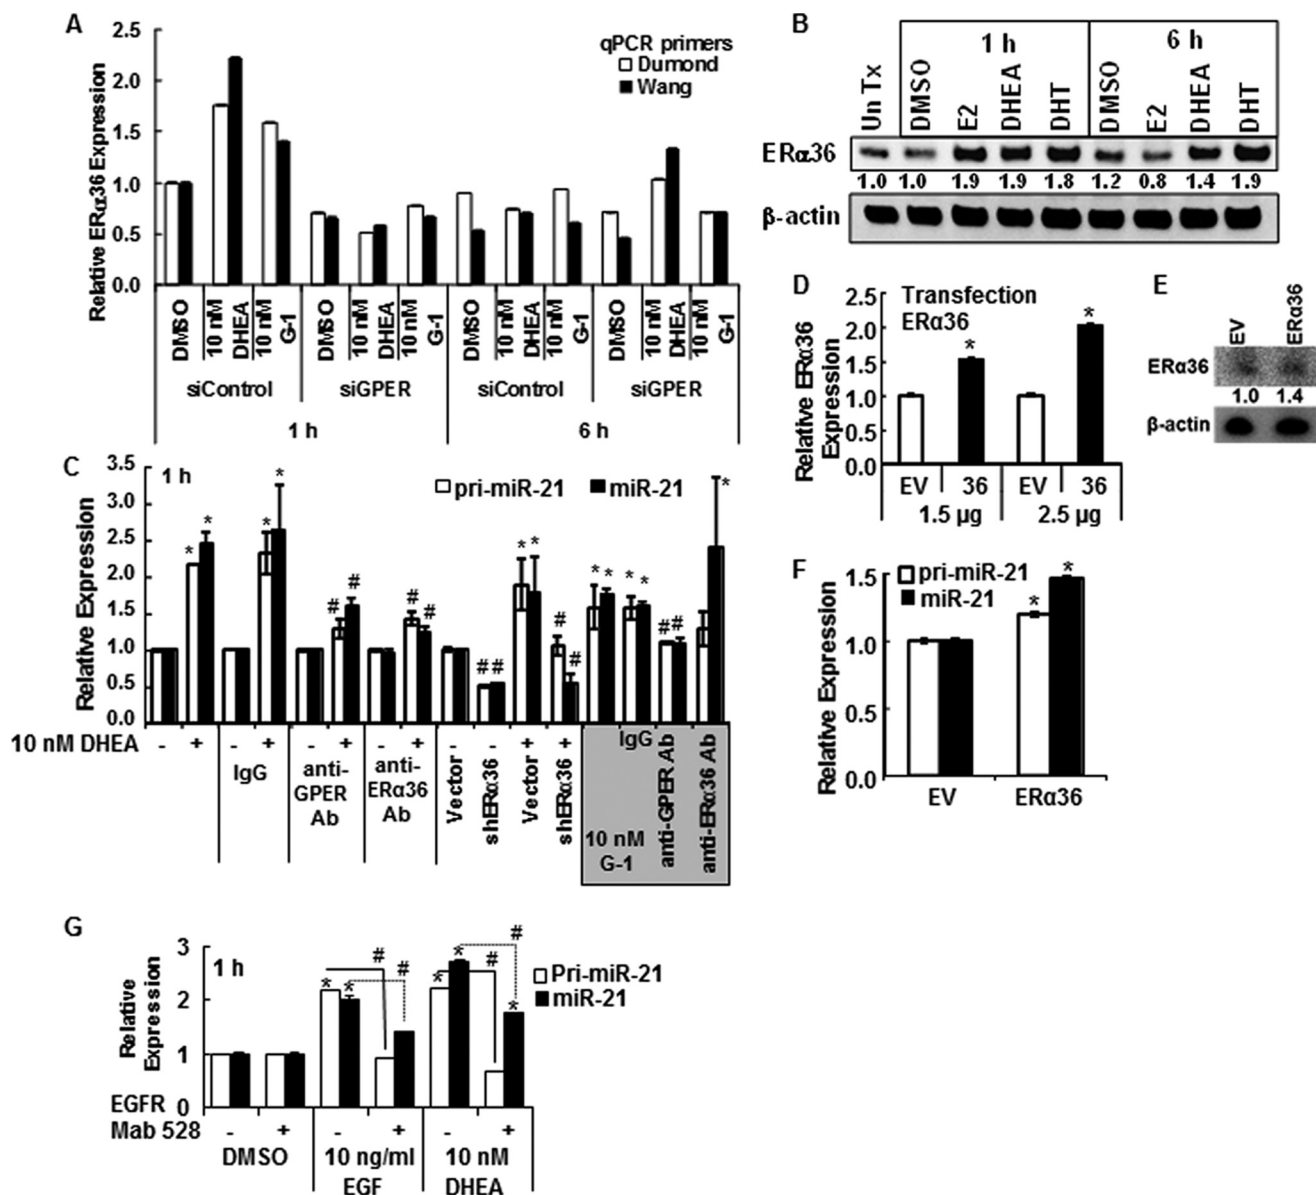 A
2.5
2.0
1.5
1.0
0.5
0.0
Relative ERα36 Expression
qPCR primers
Dumond
Wang
DMSO
10 nM DHEA
10 nM G-1
DMSO
10 nM DHEA
10 nM G-1
DMSO
10 nM DHEA
10 nM G-1
DMSO
10 nM DHEA
10 nM G-1
siControl siGPER siControl siGPER
1 h 6 h
B
1 h 6 h
Un Tx
DMSO
E2
DHEA
DHT
DMSO
E2
DHEA
DHT
ERα36
1.0 1.0 1.9 1.9 1.8 1.2 0.8 1.4 1.9
β-actin
C
3.5
3.0
2.5
2.0
1.5
1.0
0.5
0.0
Relative Expression
1 h
pri-miR-21 miR-21
* * * * # # # # ## * * # # * * * * ## *
10 nM DHEA - + - + - + - + - - + +
IgG
anti-
GPER
Ab
anti-
ERα36
Ab
Vector
shERα36
Vector
shERα36
10 nM
G-1
IgG
anti-GPER Ab
anti-ERα36 Ab
D
2.5
2.0
1.5
1.0
0.5
0.0
Relative ERα36
Expression
Transfection
ERα36
* *
EV 36 EV 36
1.5 µg 2.5 µg
E
EV
ERα36
ERα36
1.0 1.4
β-actin
F
1.5
1.0
0.5
0.0
Relative Expression
pri-miR-21
miR-21
* *
EV ERα36
G
3
2
1
0
Relative
Expression
1 h
Pri-miR-21
miR-21
# # # #
* * * * *
EGFR
Mab 528 - + - + - +
DMSO 10 ng/ml 10 nM
EGF DHEA